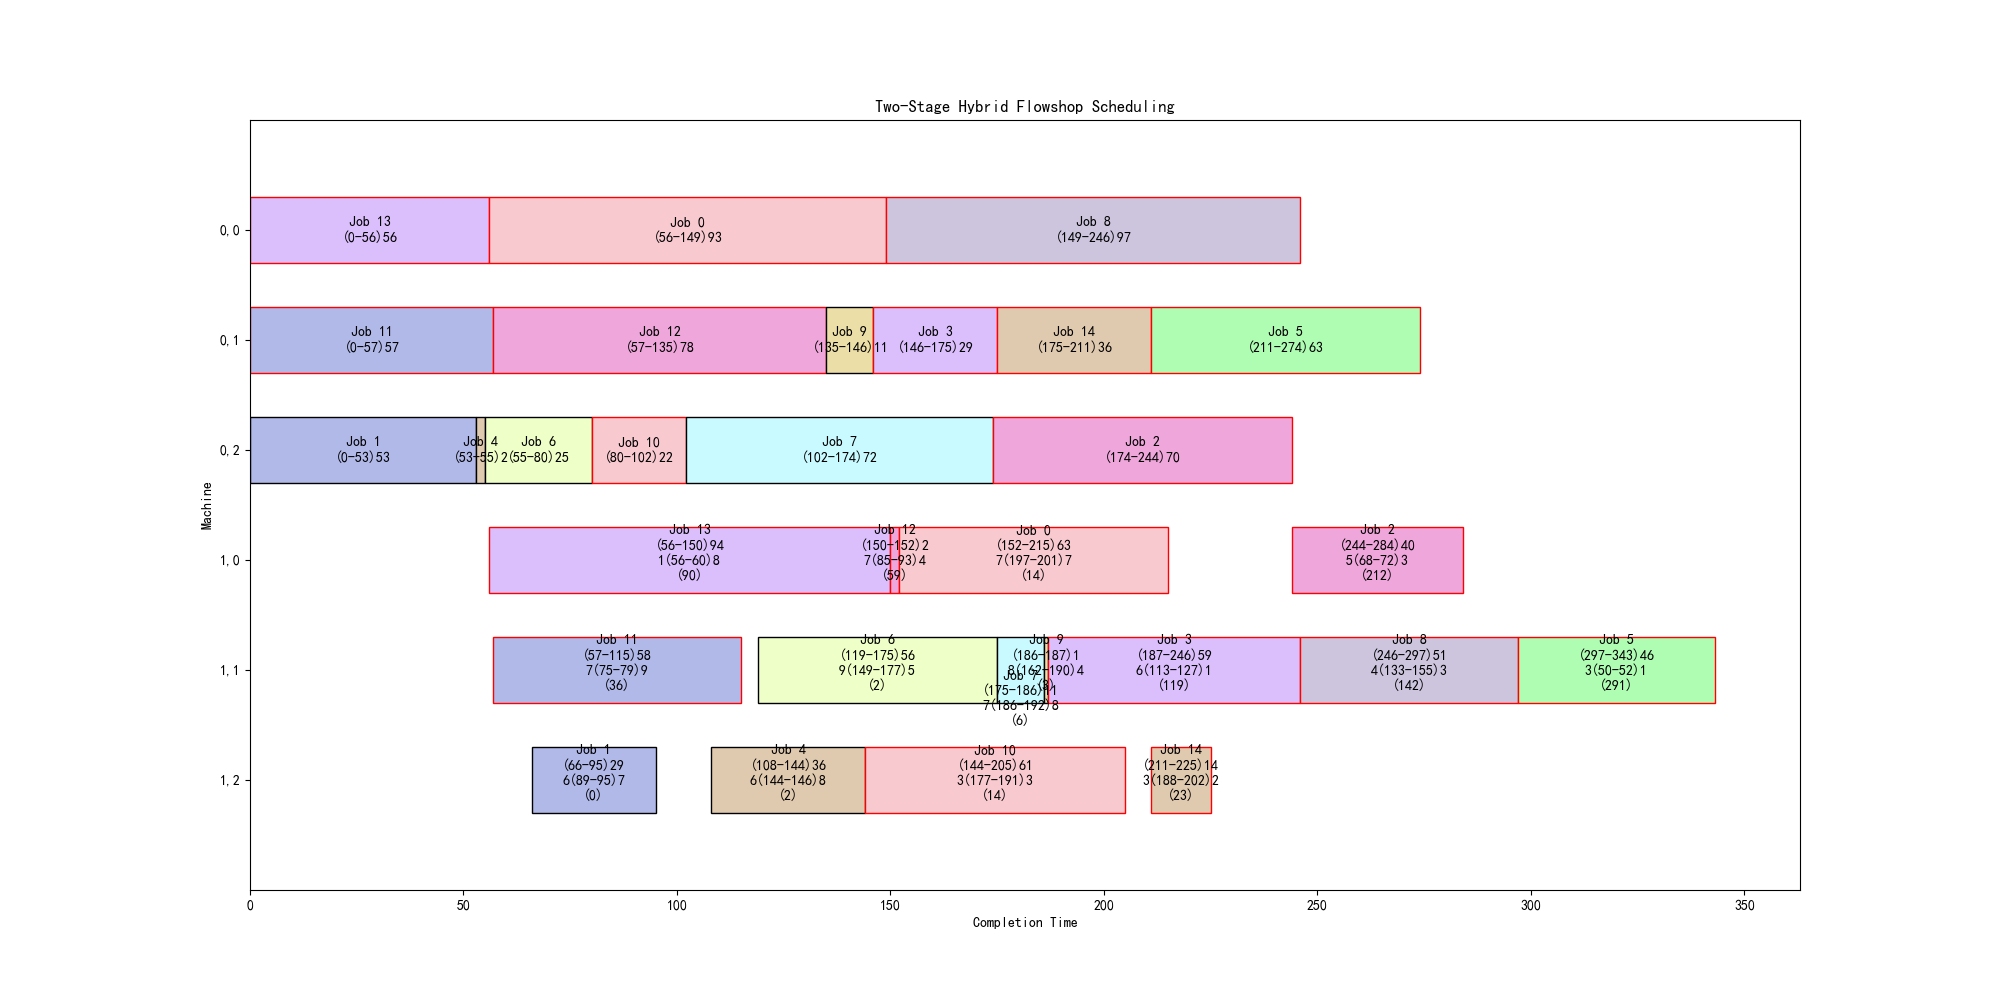 Two-Stage Hybrid Flowshop Scheduling
0,0
Job 13
(0-56)56
Job 0
(56-149)93
Job 8
(149-246)97
0,1
Job 11
(0-57)57
Job 12
(57-135)78
Job 9
(135-146)11
Job 3
(146-175)29
Job 14
(175-211)36
Job 5
(211-274)63
0,2
Job 1
(0-53)53
Job 4
(53-55)2
Job 6
(55-80)25
Job 10
(80-102)22
Job 7
(102-174)72
Job 2
(174-244)70
Machine
1,0
Job 13
(56-150)94
1(56-60)8
(90)
Job 12
(150-152)2
7(85-93)4
(59)
Job 0
(152-215)63
7(197-201)7
(14)
Job 2
(244-284)40
5(68-72)3
(212)
1,1
Job 11
(57-115)58
7(75-79)9
(36)
Job 6
(119-175)56
9(149-177)5
(2)
Job 7
(175-186)11
7(186-192)8
(6)
Job 9
(186-187)1
8(162-190)4
(3)
Job 3
(187-246)59
6(113-127)1
(119)
Job 8
(246-297)51
4(133-155)3
(142)
Job 5
(297-343)46
3(50-52)1
(291)
1,2
Job 1
(66-95)29
6(89-95)7
(0)
Job 4
(108-144)36
6(144-146)8
(2)
Job 10
(144-205)61
3(177-191)3
(14)
Job 14
(211-225)14
3(188-202)2
(23)
0
50
100
150
200
250
300
350
Completion Time